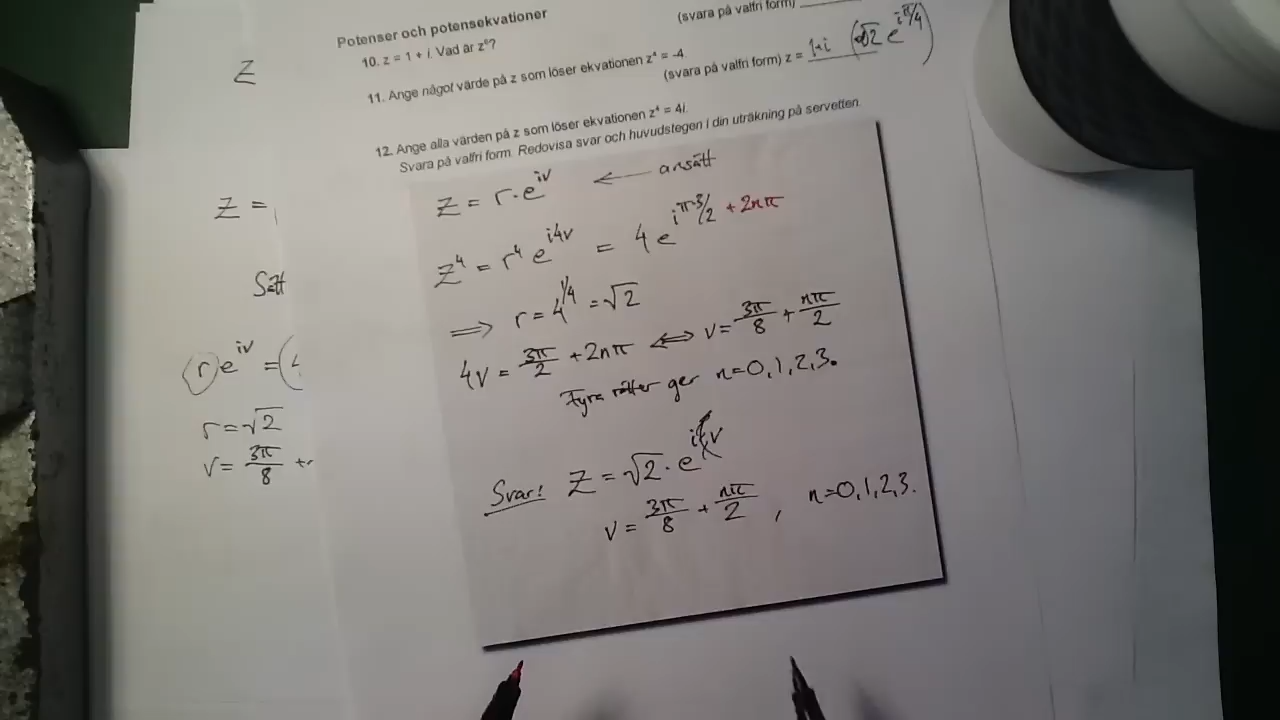 Potenser och potensekvationer
(svara på valfri form)
10. z = 1 + i. Vad är z⁶?
11. Ange något värde på z som löser ekvationen z⁴ = -4.
(svara på valfri form) z = 1+i (√2 e^{iπ/4})
12. Ange alla värden på z som löser ekvationen z⁴ = 4i.
Svara på valfri form. Redovisa svar och huvudstegen i din uträkning på servetten.
z = r·e^{iv} ← ansätt
z⁴ = r⁴ e^{i4v} = 4 e^{iπ·3/2 + 2nπ}
⟹ r = 4^{1/4} = √2
4v = 3π/2 + 2nπ ⟺ v = 3π/8 + nπ/2
Fyra rötter ger n=0,1,2,3.
Svar! z = √2 · e^{iv}
v = 3π/8 + nπ/2 , n=0,1,2,3.
z
z =
Sätt
r e^{iv} = (
r = √2
v = 3π/8 +